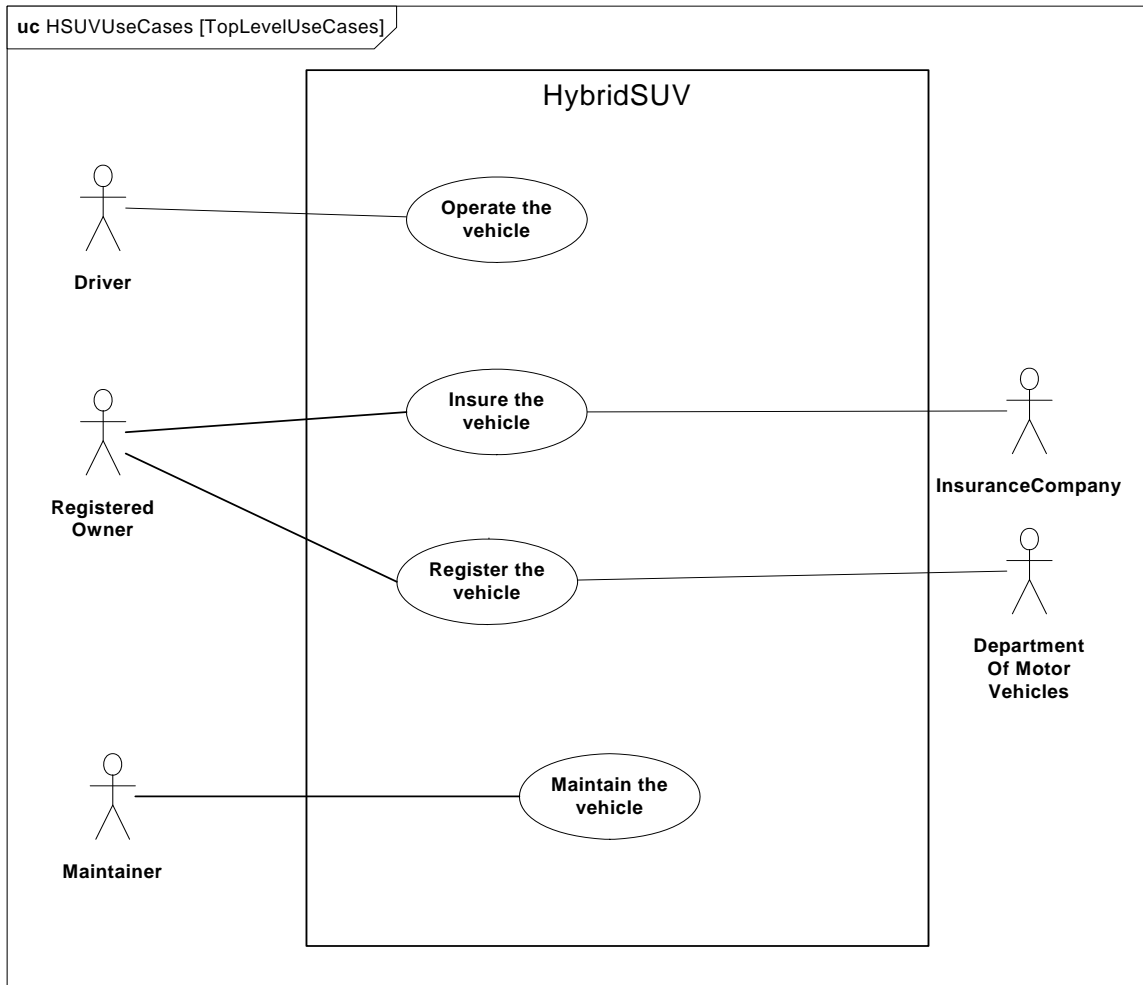 uc HSUVUseCases [TopLevelUseCases]
HybridSUV
Operate the
vehicle
Driver
Insure the
vehicle
Registered
Owner
InsuranceCompany
Register the
vehicle
Department
Of Motor
Vehicles
Maintain the
vehicle
Maintainer